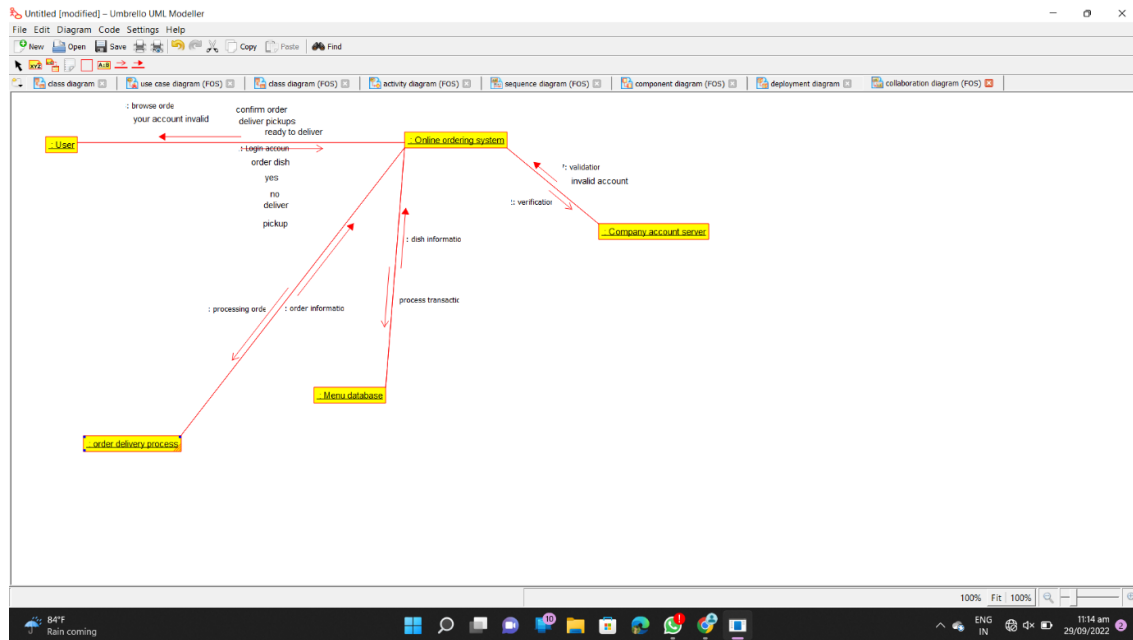 Untitled [modified] – Umbrello UML Modeller
File Edit Diagram Code Settings Help
New Open Save Copy Paste Find
XYZ A:B
class diagram use case diagram (FOS) class diagram (FOS) activity diagram (FOS) sequence diagram (FOS) component diagram (FOS) deployment diagram collaboration diagram (FOS)
: browse orde
your account invalid
confirm order
deliver pickups
ready to deliver
: User
: Online ordering system
: Login accoun
order dish
yes
no
deliver
pickup
: validation
invalid account
: verification
: Company account server
: dish informatio
process transactic
: processing orde
: order informatio
: Menu database
: order delivery process
100% Fit 100%
84°F
Rain coming
10
ENG
IN
11:14 am
29/09/2022
2